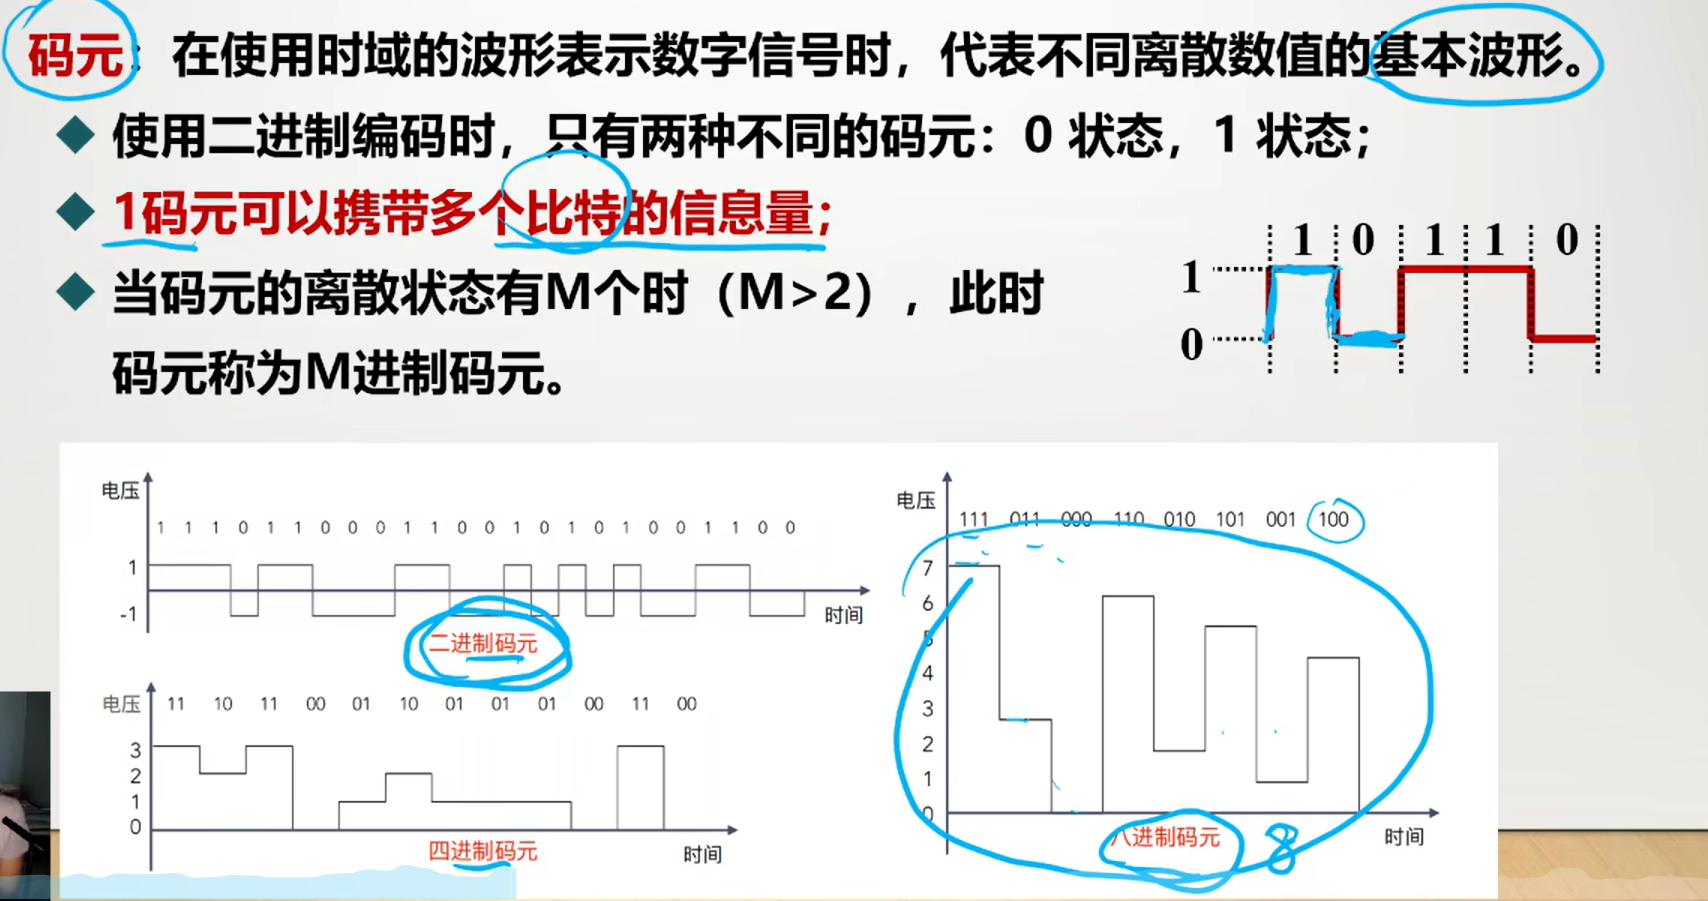 码元：在使用时域的波形表示数字信号时，代表不同离散数值的基本波形。
使用二进制编码时，只有两种不同的码元：0 状态，1 状态；
1码元可以携带多个比特的信息量；
当码元的离散状态有M个时（M>2），此时
码元称为M进制码元。
1 0 1 1 0
1
0
电压
1 1 1 0 1 1 0 0 0 1 1 0 0 1 0 1 0 1 0 0 1 1 0 0
1
-1
时间
二进制码元
电压
11 10 11 00 01 10 01 01 01 00 11 00
3
2
1
0
四进制码元
时间
电压
111 011 000 110 010 101 001 100
7
6
5
4
3
2
1
0
八进制码元
8
时间